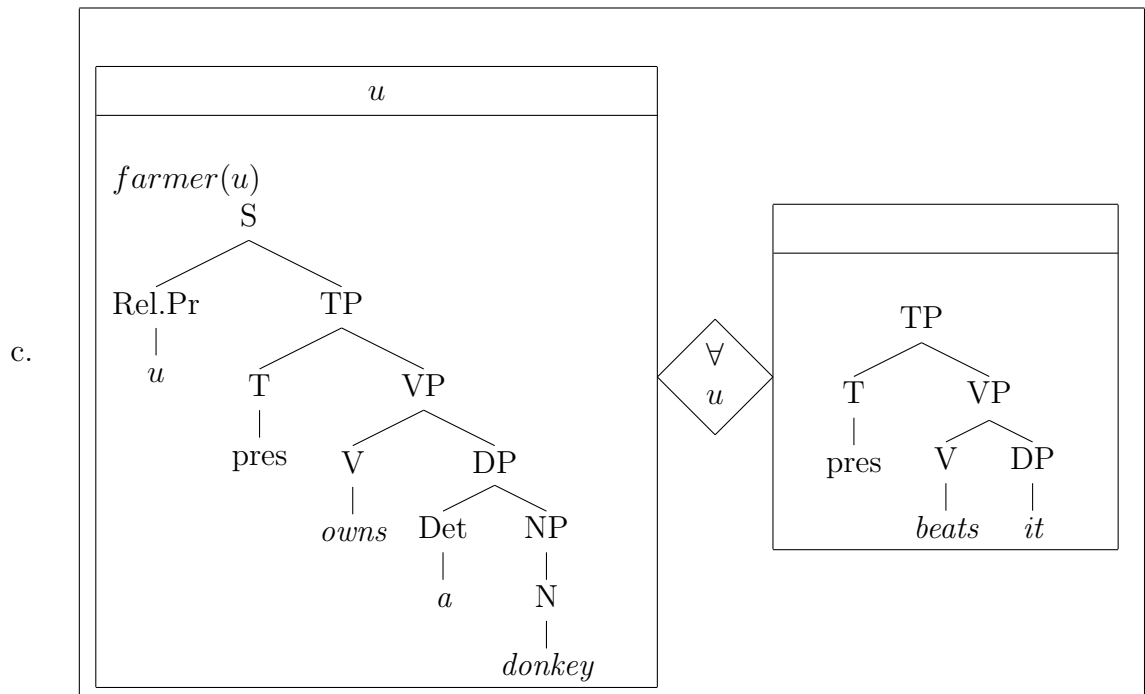 u
farmer(u)
S
Rel.Pr TP
TP
c.
u
T VP
∀
u
T VP
pres V DP
pres V DP
owns Det NP
beats it
a N
donkey